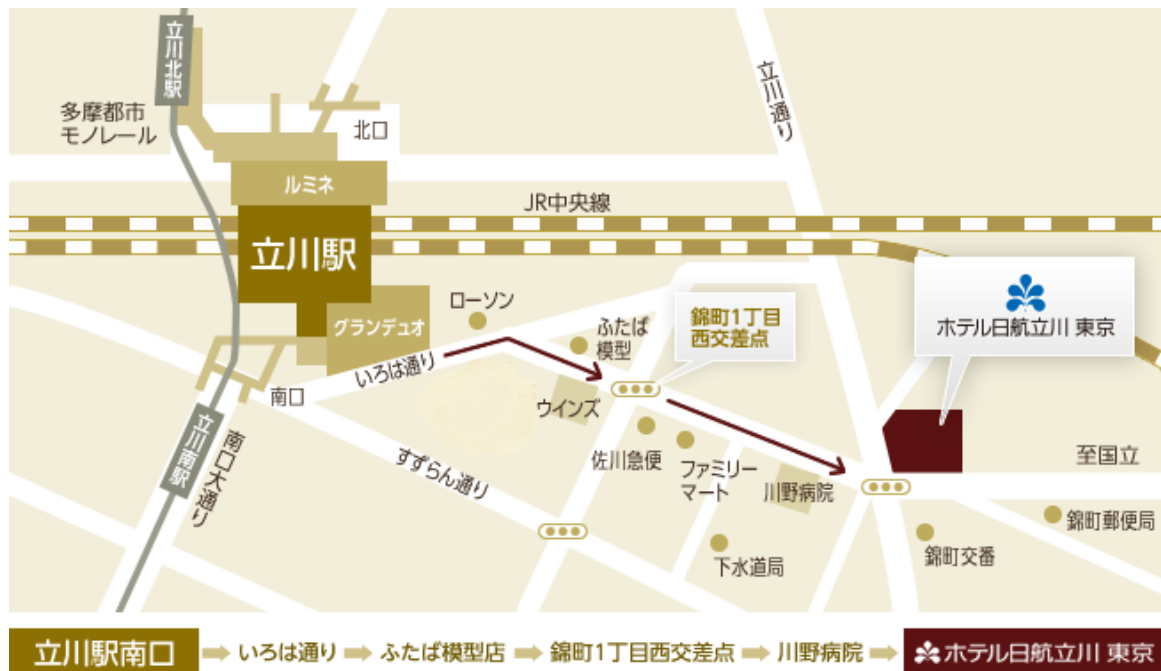 立川北駅
多摩都市
モノレール
北口
立川通り
ルミネ
JR中央線
立川駅
ホテル日航立川 東京
ローソン
グランデュオ
ふたば
模型
錦町1丁目
西交差点
いろは通り
南口
ウインズ
立川南駅
南口大通り
すずらん通り
佐川急便
ファミリー
マート
川野病院
至国立
下水道局
錦町交番
錦町郵便局
立川駅南口 ➡ いろは通り ➡ ふたば模型店 ➡ 錦町1丁目西交差点 ➡ 川野病院 ➡ ホテル日航立川 東京